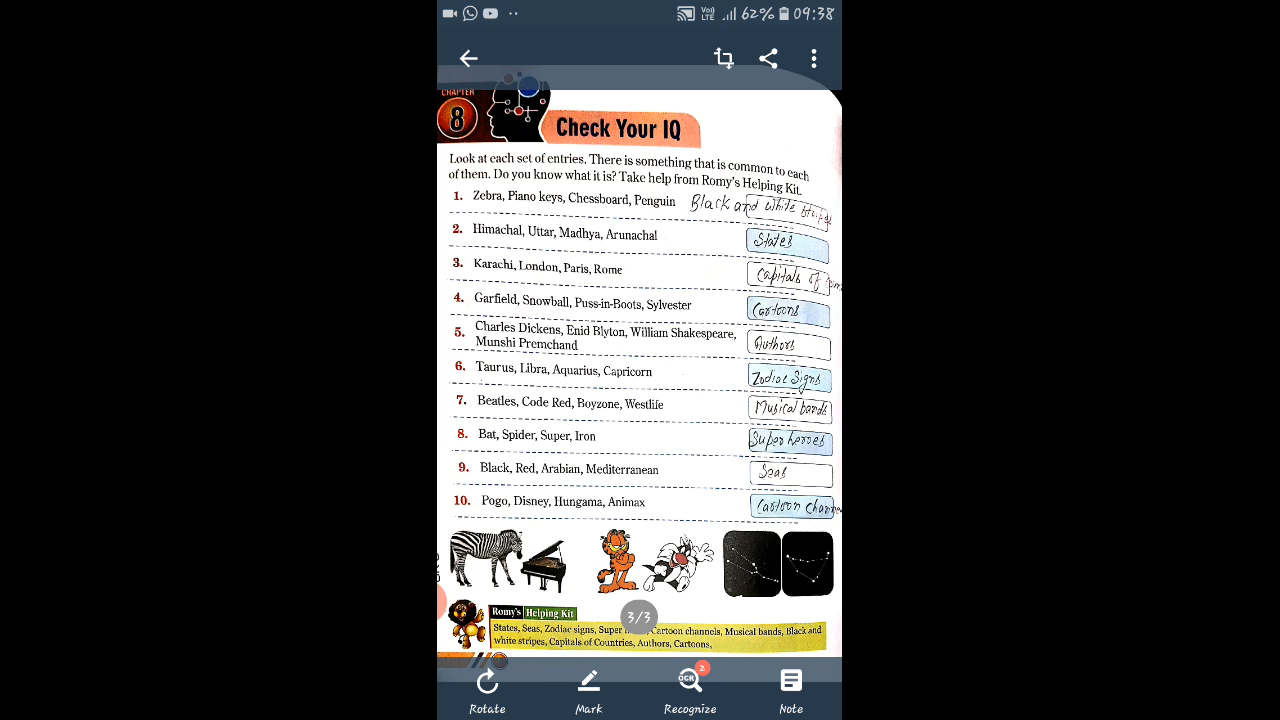 62% 09:38
CHAPTER
8
Check Your IQ
Look at each set of entries. There is something that is common to each
of them. Do you know what it is? Take help from Romy's Helping Kit.
1. Zebra, Piano keys, Chessboard, Penguin Black and white stripes
2. Himachal, Uttar, Madhya, Arunachal States
3. Karachi, London, Paris, Rome Capitals of
4. Garfield, Snowball, Puss-in-Boots, Sylvester Cartoons
5. Charles Dickens, Enid Blyton, William Shakespeare,
Munshi Premchand Authors
6. Taurus, Libra, Aquarius, Capricorn Zodiac Signs
7. Beatles, Code Red, Boyzone, Westlife Musical bands
8. Bat, Spider, Super, Iron Superheroes
9. Black, Red, Arabian, Mediterranean Seas
10. Pogo, Disney, Hungama, Animax Cartoon
Romy's Helping Kit
3/3
States, Seas, Zodiac signs, Super Cartoon channels, Musical bands, Black and
white stripes, Capitals of Countries, Authors, Cartoons,
OCR
2
Rotate Mark Recognize Note